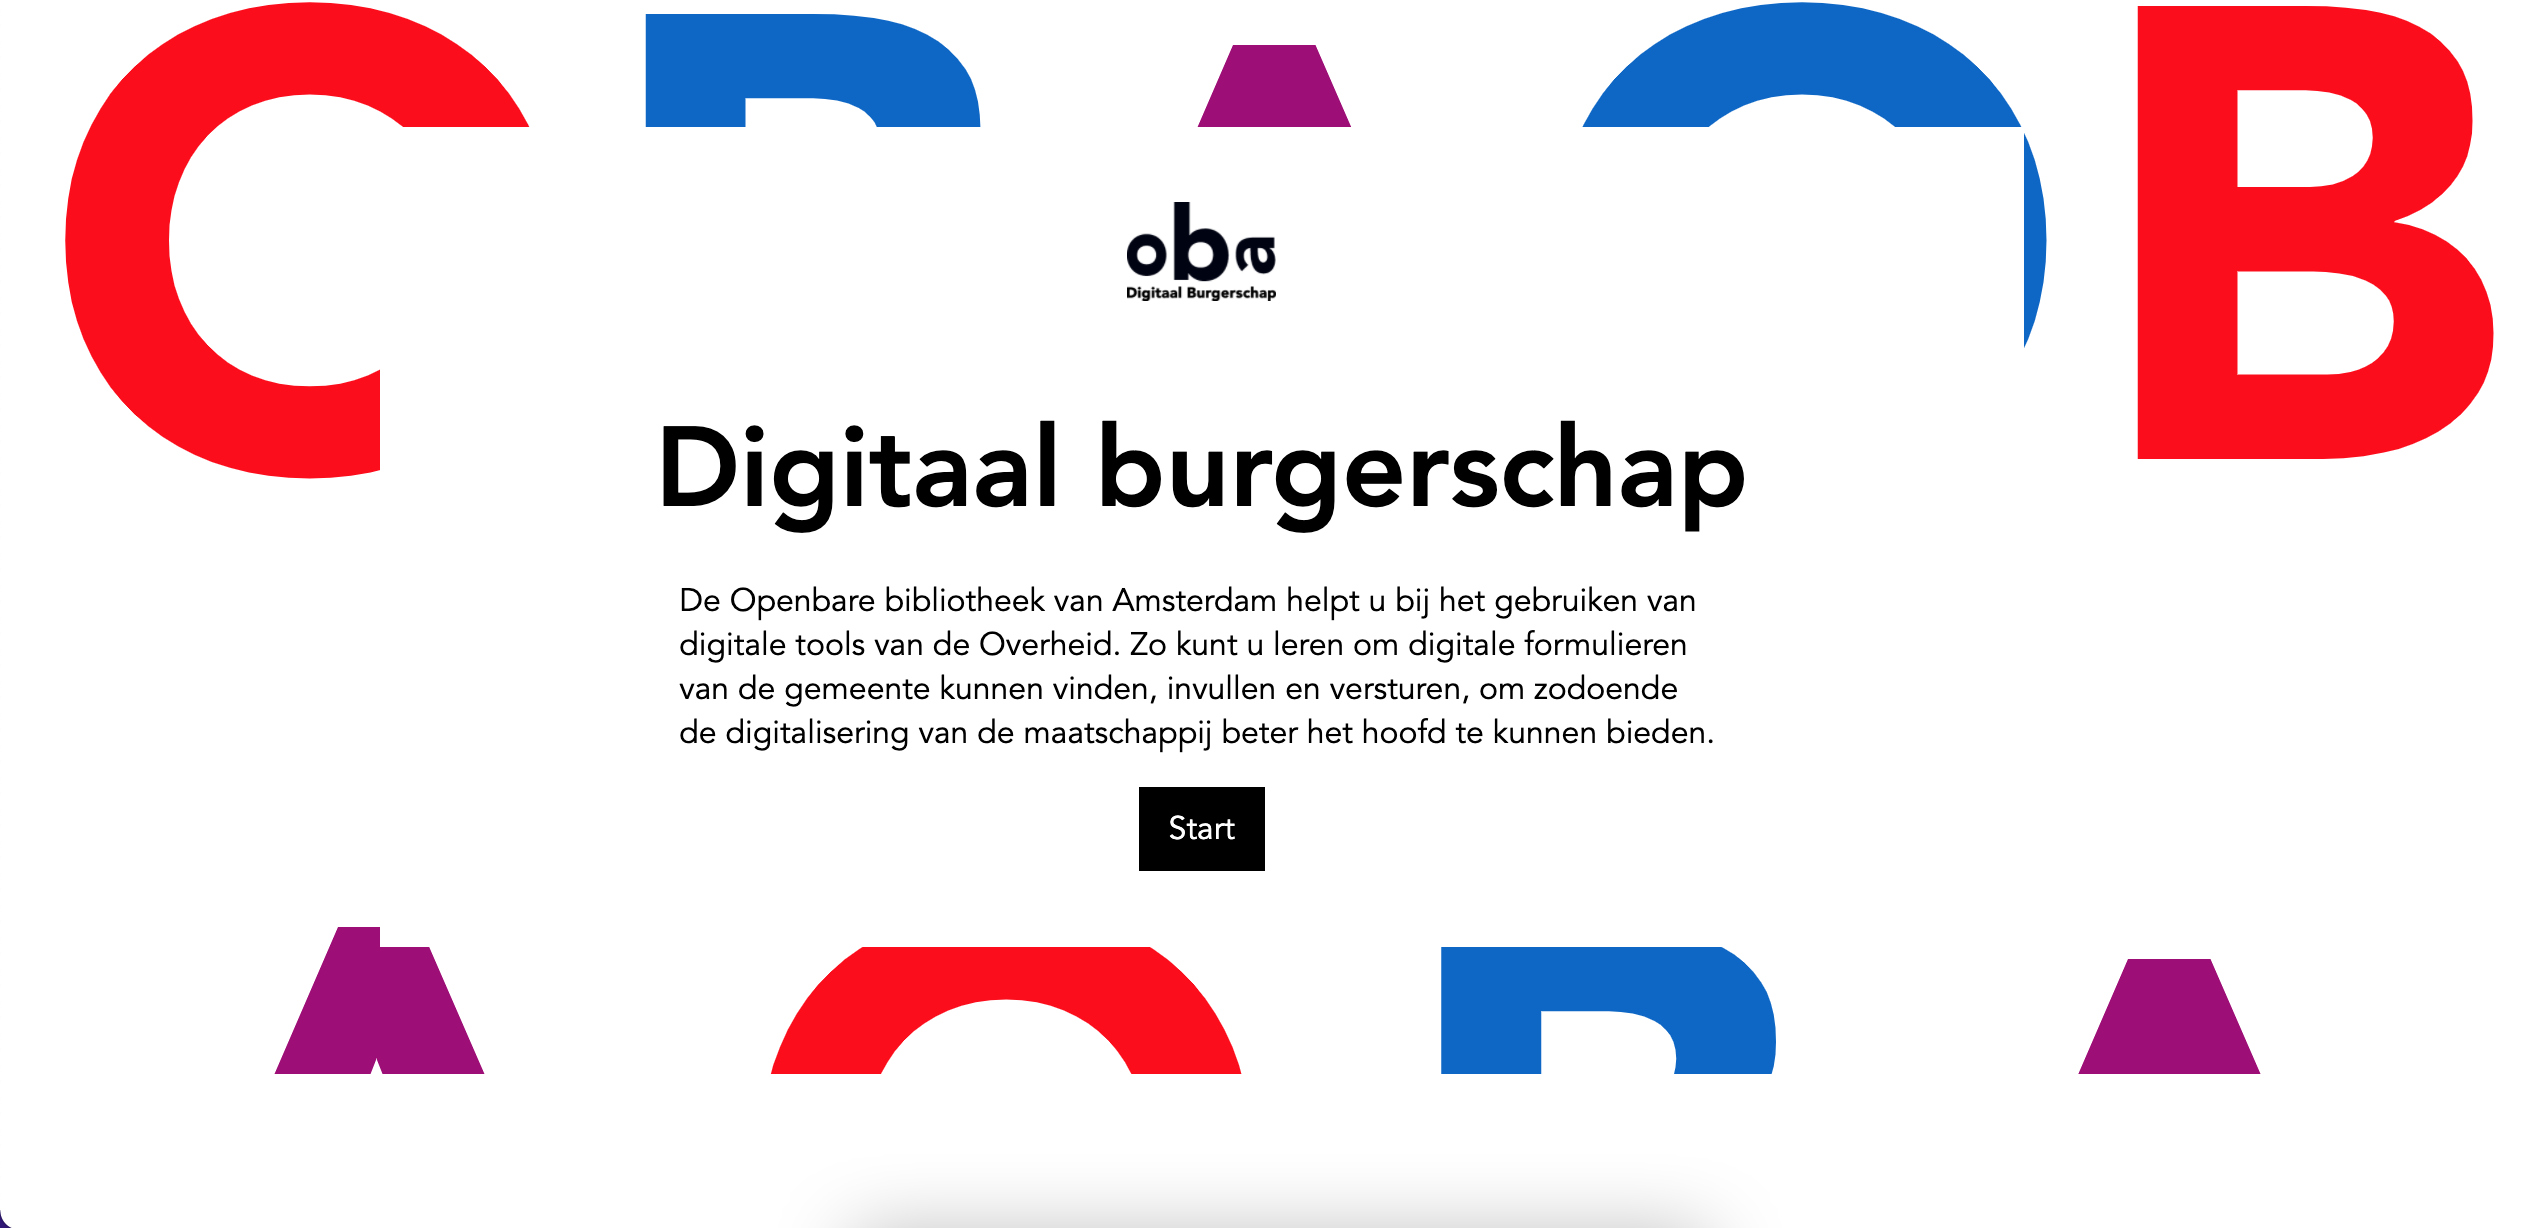 O B A O B
oba
Digitaal Burgerschap
Digitaal burgerschap
De Openbare bibliotheek van Amsterdam helpt u bij het gebruiken van
digitale tools van de Overheid. Zo kunt u leren om digitale formulieren
van de gemeente kunnen vinden, invullen en versturen, om zodoende
de digitalisering van de maatschappij beter het hoofd te kunnen bieden.
Start
A O B A